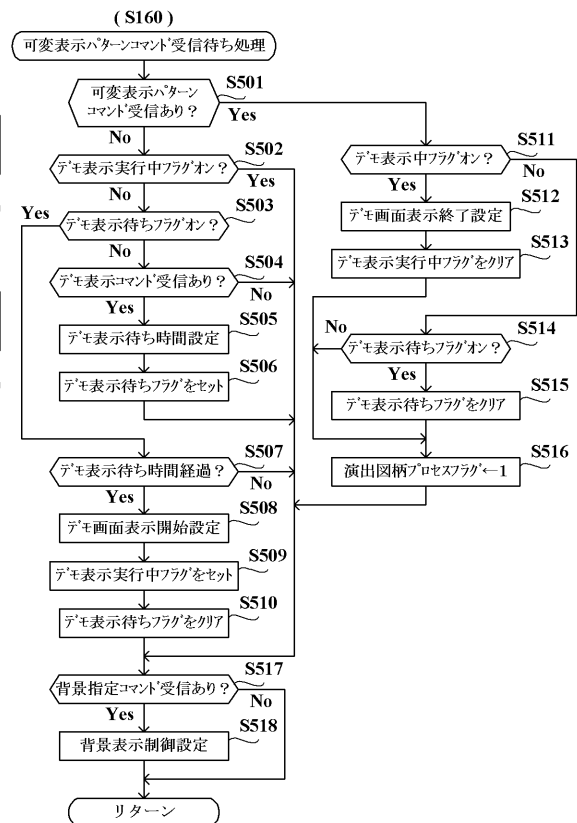 (S160)
可変表示パターンコマンド受信待ち処理
可変表示パターン
コマンド受信あり？
S501
Yes
No
デモ表示実行中フラグオン？
S502
Yes
No
デモ表示待ちフラグオン？
S503
Yes
No
デモ表示コマンド受信あり？
S504
No
Yes
デモ表示待ち時間設定
S505
デモ表示待ちフラグをセット
S506
デモ表示待ち時間経過？
S507
No
Yes
デモ画面表示開始設定
S508
デモ表示実行中フラグをセット
S509
デモ表示待ちフラグをクリア
S510
デモ表示中フラグオン？
S511
No
Yes
デモ画面表示終了設定
S512
デモ表示実行中フラグをクリア
S513
デモ表示待ちフラグオン？
S514
No
Yes
デモ表示待ちフラグをクリア
S515
演出図柄プロセスフラグ←1
S516
背景指定コマンド受信あり？
S517
No
Yes
背景表示制御設定
S518
リターン